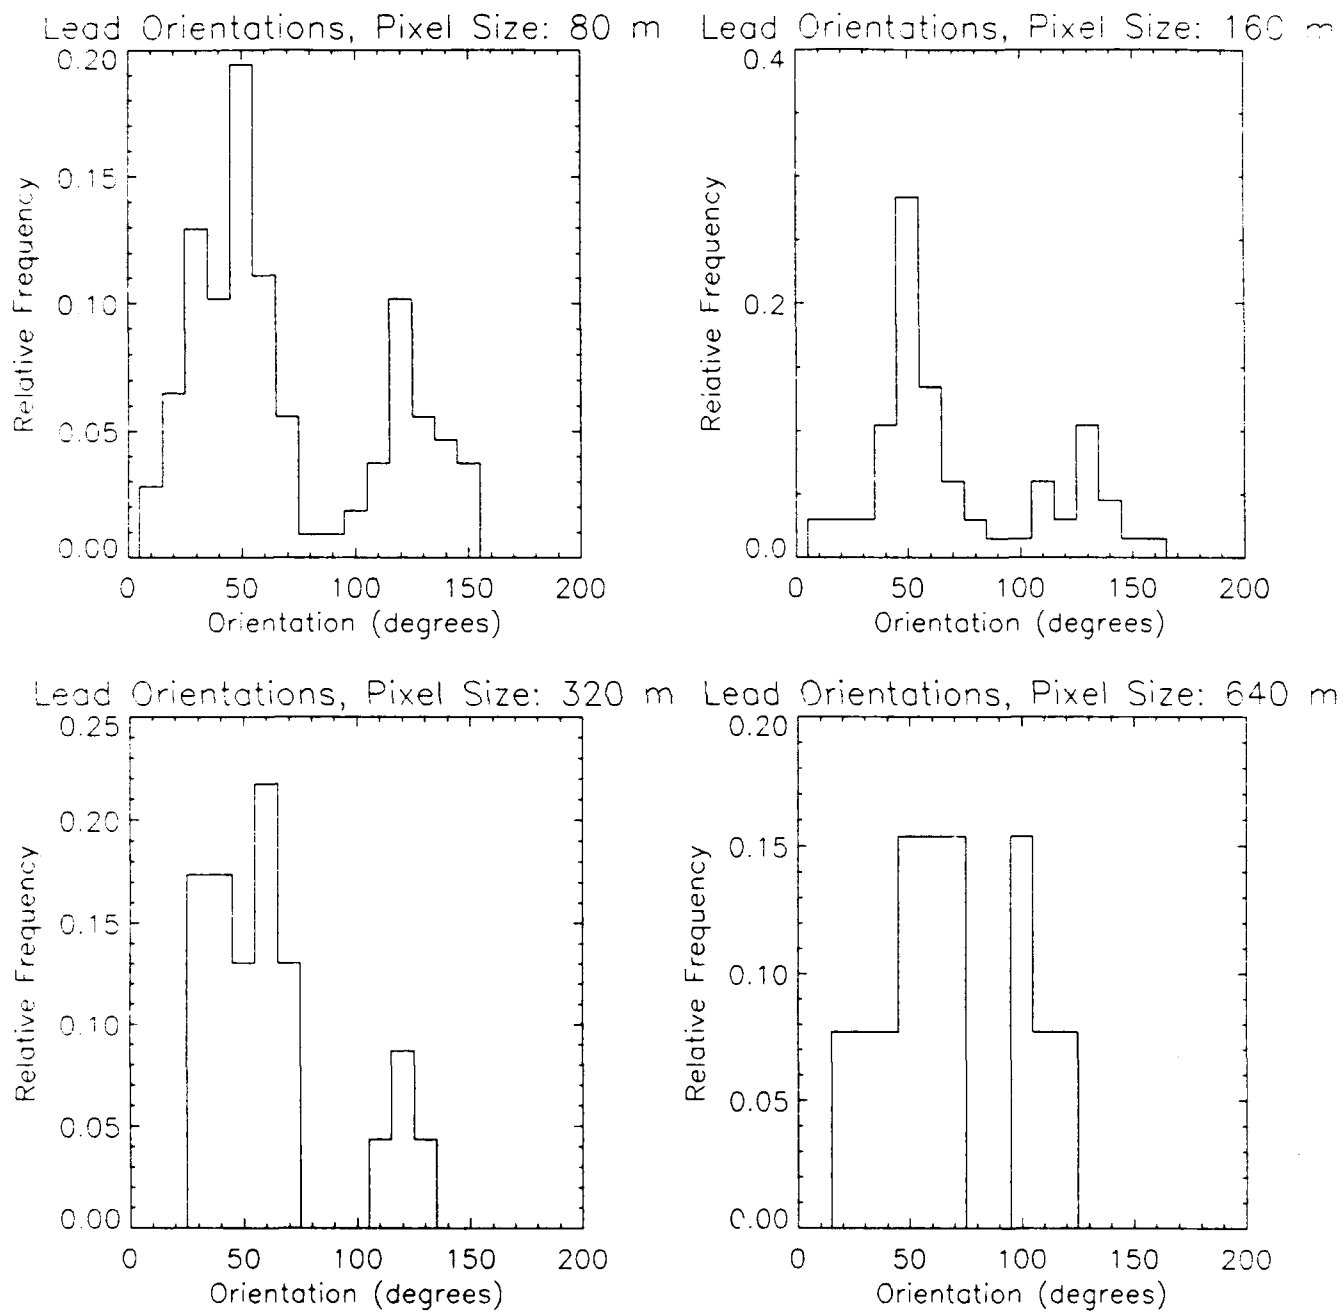 Lead Orientations, Pixel Size: 80 m
0.20
0.15
0.10
0.05
0.00
Relative Frequency
0 50 100 150 200
Orientation (degrees)
Lead Orientations, Pixel Size: 160 m
0.4
0.2
0.0
Relative Frequency
0 50 100 150 200
Orientation (degrees)
Lead Orientations, Pixel Size: 320 m
0.25
0.20
0.15
0.10
0.05
0.00
Relative Frequency
0 50 100 150 200
Orientation (degrees)
Lead Orientations, Pixel Size: 640 m
0.20
0.15
0.10
0.05
0.00
Relative Frequency
0 50 100 150 200
Orientation (degrees)